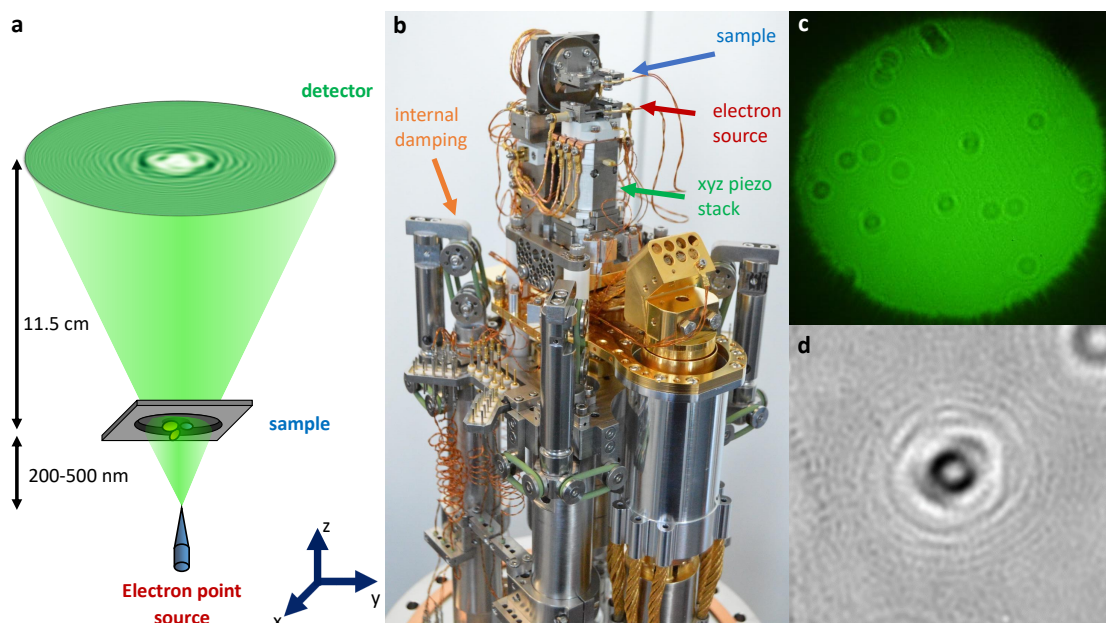 a
detector
11.5 cm
sample
200-500 nm
Electron point
source
z
y
x
b
sample
electron
source
internal
damping
xyz piezo
stack
c
d